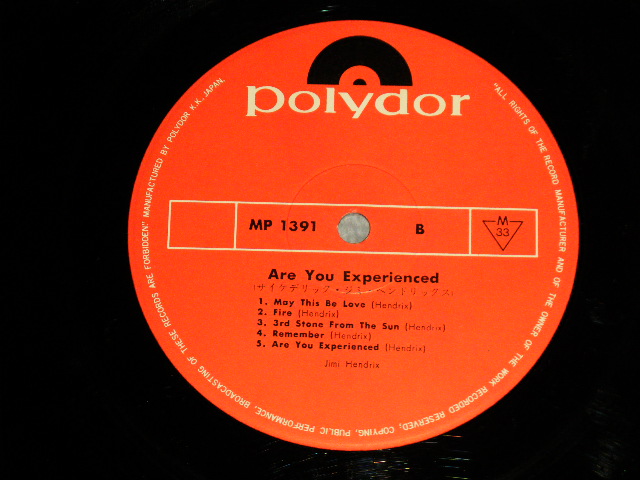 polydor
MP 1391
B
M
33
Are You Experienced
(サイケデリック・ジミ・ヘンドリックス)
1. May This Be Love (Hendrix)
2. Fire (Hendrix)
3. 3rd Stone From The Sun (Hendrix)
4. Remember (Hendrix)
5. Are You Experienced (Hendrix)
Jimi Hendrix
"ALL RIGHTS OF THE RECORD MANUFACTURER AND OF THE OWNER OF THE WORK RECORDED RESERVED, COPYING, PUBLIC PERFORMANCE, BROADCASTING OF THESE RECORDS ARE FORBIDDEN" MANUFACTURED BY POLYDOR K.K., JAPAN.